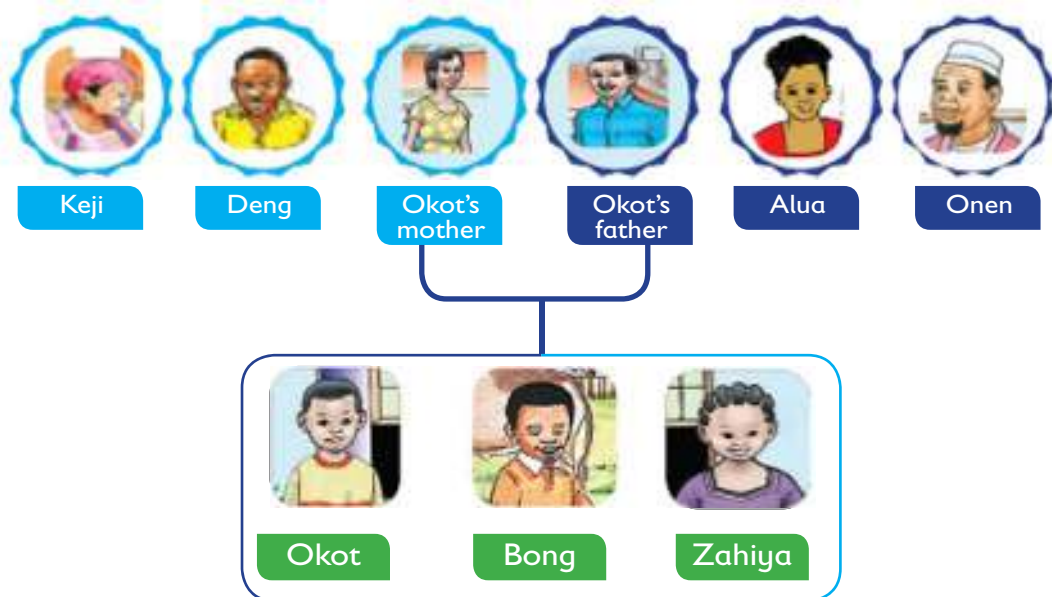 Keji
Deng
Okot's
mother
Okot's
father
Alua
Onen
Okot
Bong
Zahiya